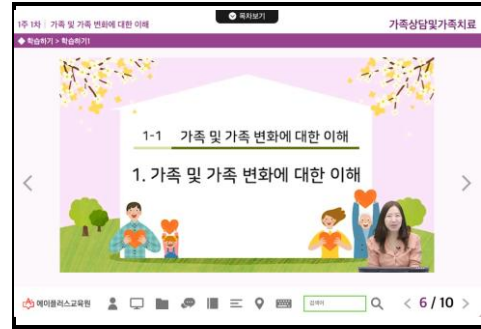 1주 1차 가족 및 가족 변화에 대한 이해
목차보기
가족상담및가족치료
◆ 학습하기 > 학습하기1
1-1 가족 및 가족 변화에 대한 이해
1. 가족 및 가족 변화에 대한 이해
에이플러스교육원
검색어
< 6 / 10 >